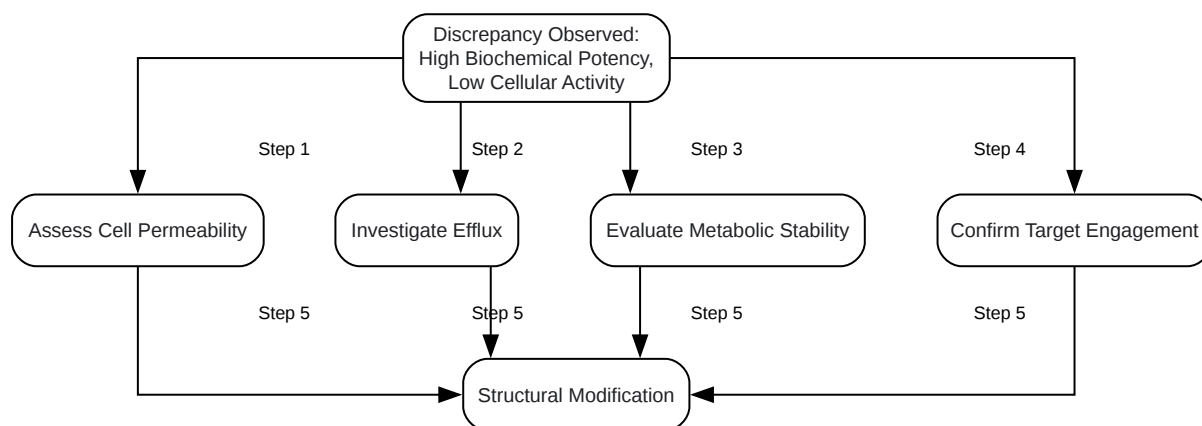 Discrepancy Observed:
High Biochemical Potency,
Low Cellular Activity
Step 1
Step 2
Step 3
Step 4
Assess Cell Permeability
Investigate Efflux
Evaluate Metabolic Stability
Confirm Target Engagement
Step 5
Step 5
Step 5
Step 5
Structural Modification